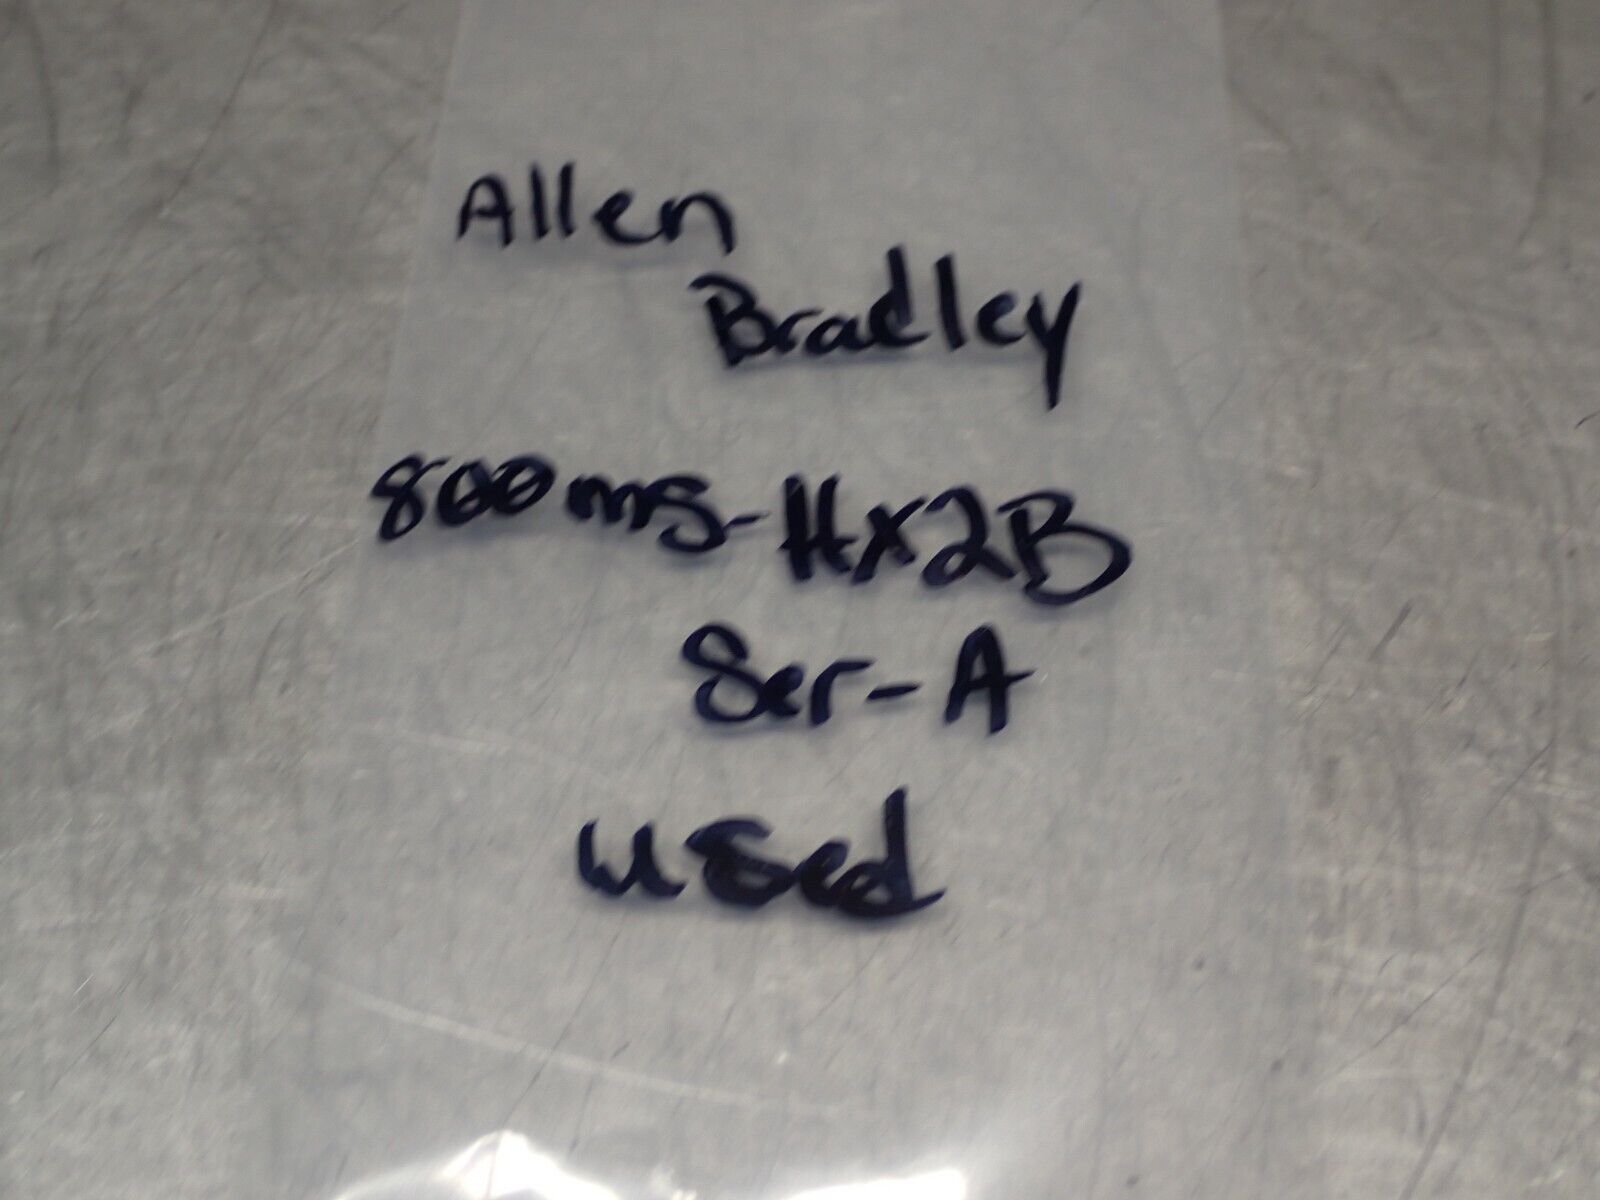 Allen
Bradley
800ms-Hx2B
Ser-A
used